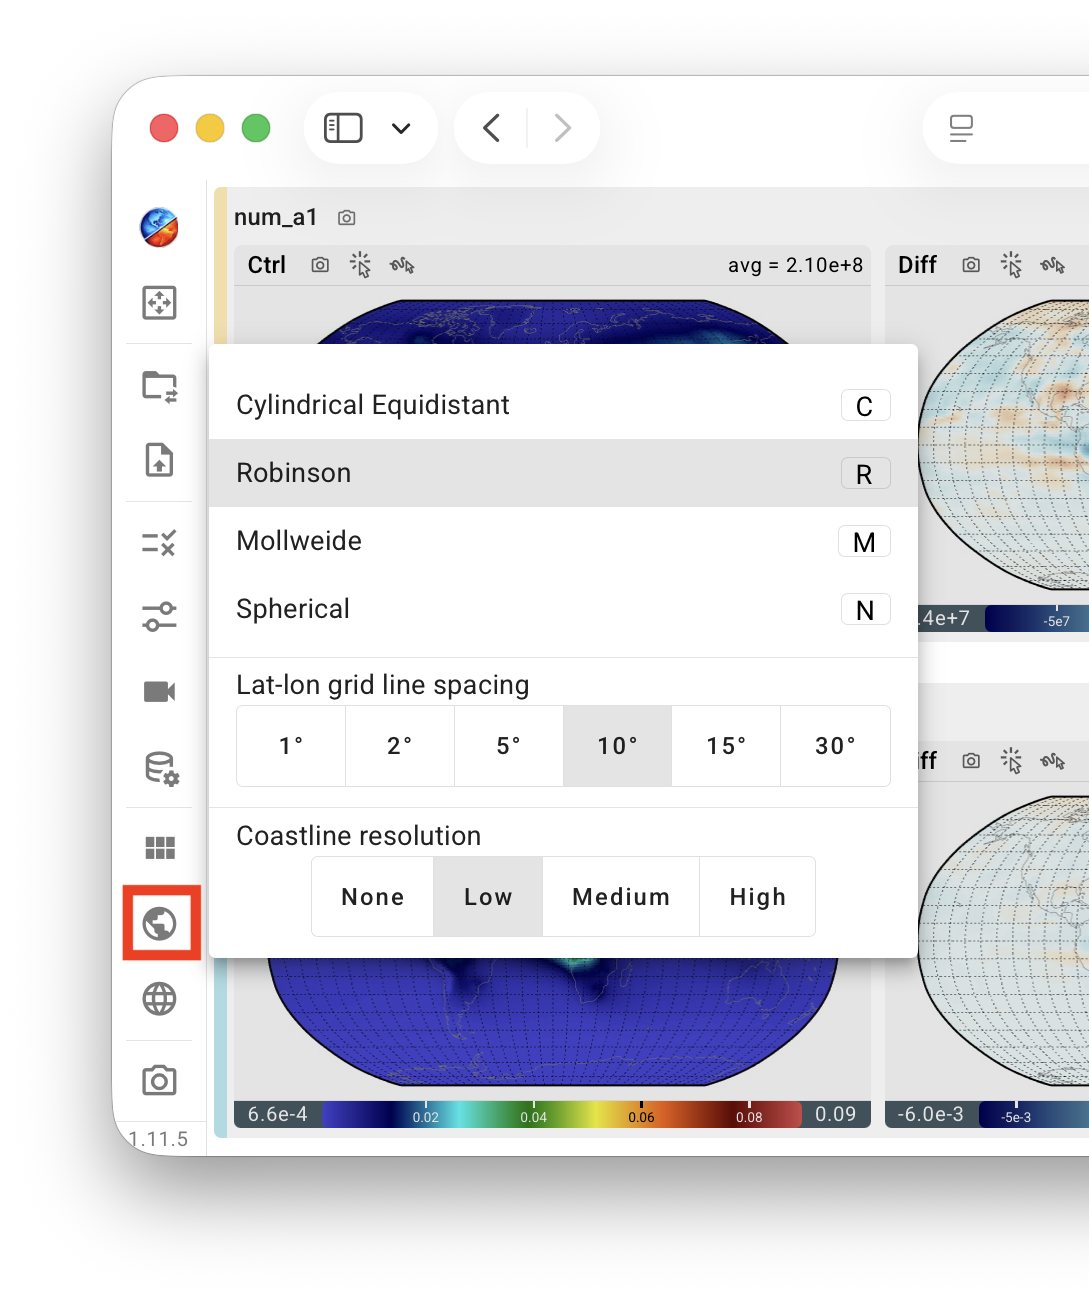 num_a1
Ctrl
avg = 2.10e+8
Diff
Cylindrical Equidistant C
Robinson R
Mollweide M
Spherical N
.4e+7
-5e7
Lat-lon grid line spacing
1° 2° 5° 10° 15° 30°
iff
Coastline resolution
None Low Medium High
6.6e-4 0.02 0.04 0.06 0.08 0.09
-6.0e-3 -5e-3
1.11.5